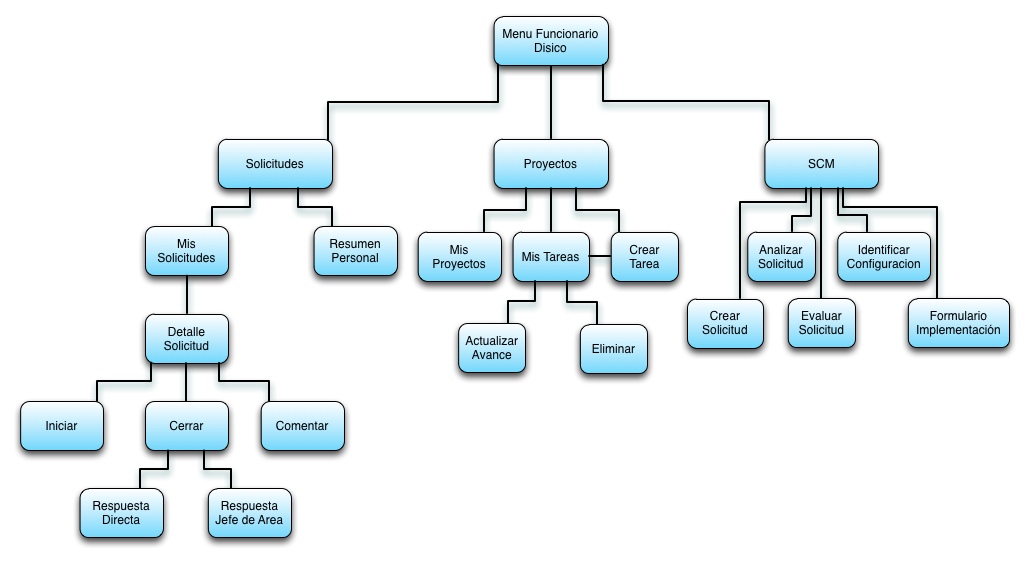 Menu Funcionario
Disico
Solicitudes
Proyectos
SCM
Mis
Solicitudes
Resumen
Personal
Mis
Proyectos
Mis Tareas
Crear
Tarea
Analizar
Solicitud
Identificar
Configuracion
Crear
Solicitud
Evaluar
Solicitud
Formulario
Implementación
Detalle
Solicitud
Actualizar
Avance
Eliminar
Iniciar
Cerrar
Comentar
Respuesta
Directa
Respuesta
Jefe de Area